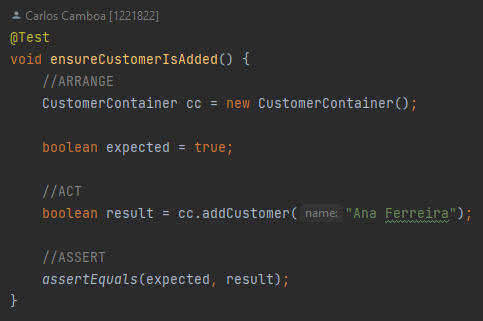 Carlos Camboa [1221822]
@Test
void ensureCustomerIsAdded() {
    //ARRANGE
    CustomerContainer cc = new CustomerContainer();

    boolean expected = true;

    //ACT
    boolean result = cc.addCustomer( name: "Ana Ferreira");

    //ASSERT
    assertEquals(expected, result);
}